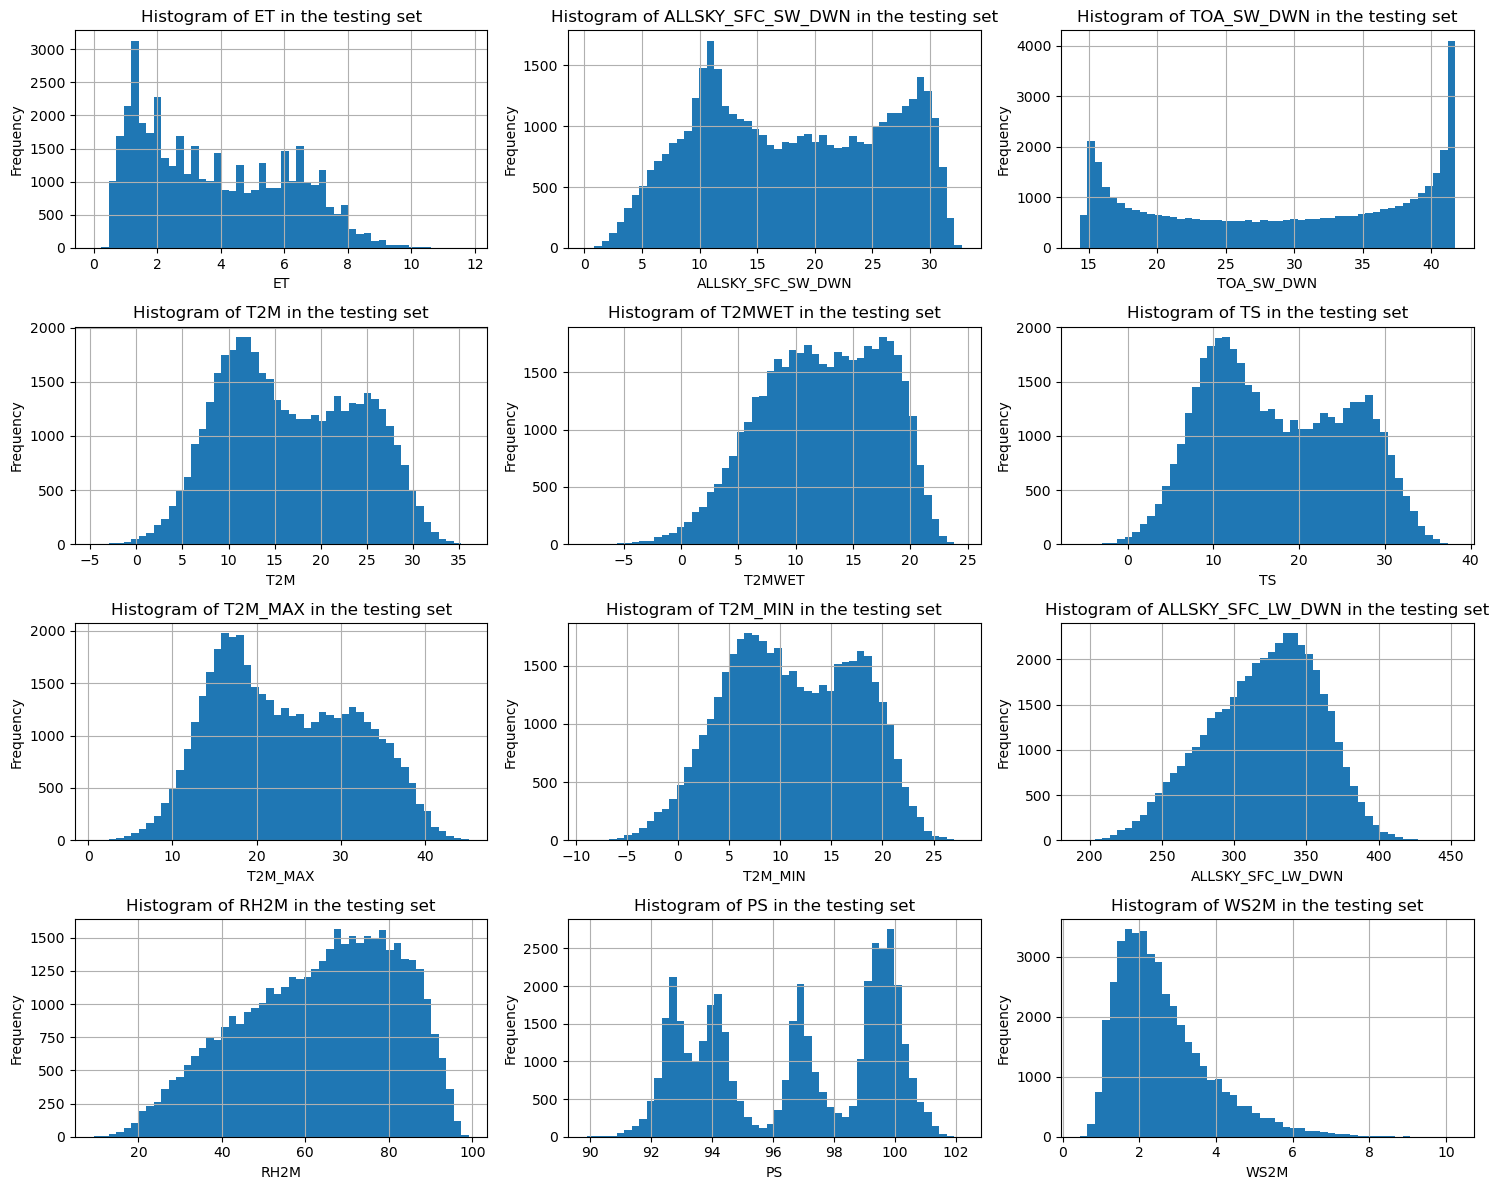 Histogram of ET in the testing set
Frequency
3000
2500
2000
1500
1000
500
0
0 2 4 6 8 10 12
ET
Histogram of ALLSKY_SFC_SW_DWN in the testing set
Frequency
1500
1000
500
0
0 5 10 15 20 25 30
ALLSKY_SFC_SW_DWN
Histogram of TOA_SW_DWN in the testing set
Frequency
4000
3000
2000
1000
0
15 20 25 30 35 40
TOA_SW_DWN
Histogram of T2M in the testing set
Frequency
2000
1500
1000
500
0
−5 0 5 10 15 20 25 30 35
T2M
Histogram of T2MWET in the testing set
Frequency
1500
1000
500
0
−5 0 5 10 15 20 25
T2MWET
Histogram of TS in the testing set
Frequency
2000
1500
1000
500
0
0 10 20 30 40
TS
Histogram of T2M_MAX in the testing set
Frequency
2000
1500
1000
500
0
0 10 20 30 40
T2M_MAX
Histogram of T2M_MIN in the testing set
Frequency
1500
1000
500
0
−10 −5 0 5 10 15 20 25
T2M_MIN
Histogram of ALLSKY_SFC_LW_DWN in the testing set
Frequency
2000
1500
1000
500
0
200 250 300 350 400 450
ALLSKY_SFC_LW_DWN
Histogram of RH2M in the testing set
Frequency
1500
1250
1000
750
500
250
0
20 40 60 80 100
RH2M
Histogram of PS in the testing set
Frequency
2500
2000
1500
1000
500
0
90 92 94 96 98 100 102
PS
Histogram of WS2M in the testing set
Frequency
3000
2000
1000
0
0 2 4 6 8 10
WS2M